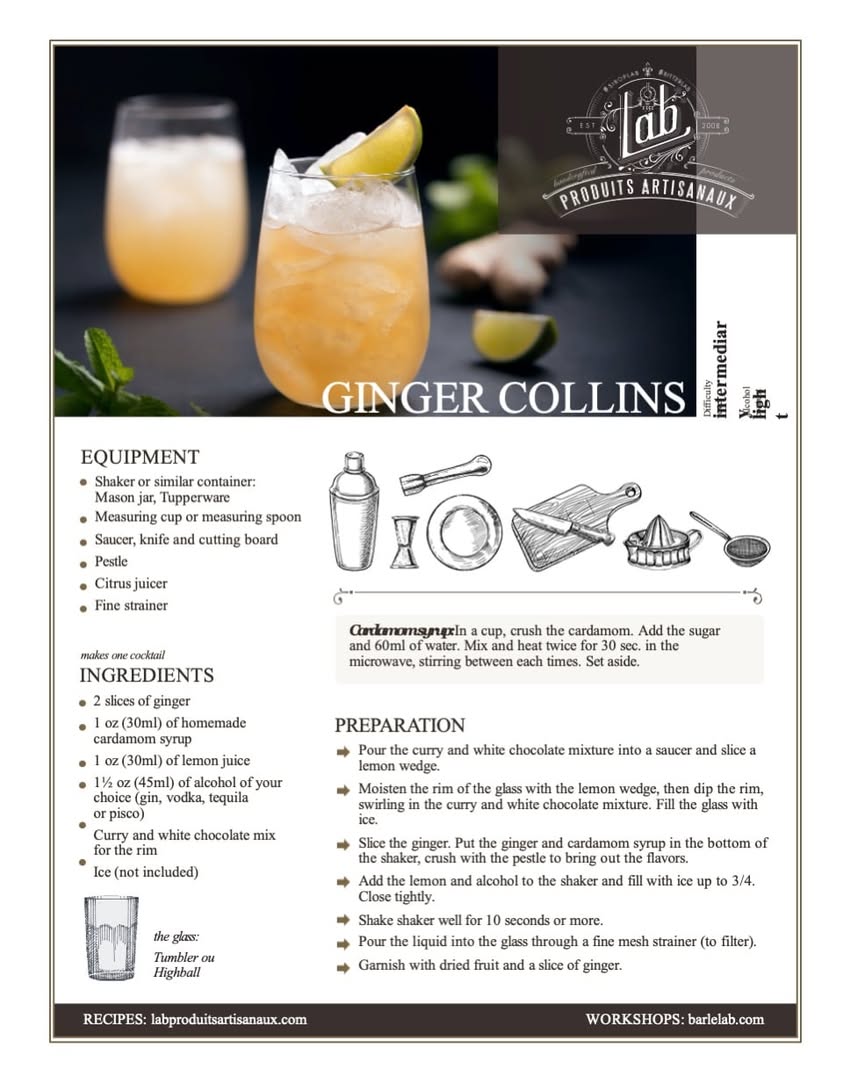 #SIROPLAB #BITTERLAB
Lab
EST 2008
handcrafted products
PRODUITS ARTISANAUX
GINGER COLLINS
Difficulty
intermediar
y
Alcohol
ligh
t
EQUIPMENT
Shaker or similar container:
Mason jar, Tupperware
Measuring cup or measuring spoon
Saucer, knife and cutting board
Pestle
Citrus juicer
Fine strainer
makes one cocktail
INGREDIENTS
2 slices of ginger
1 oz (30ml) of homemade
cardamom syrup
1 oz (30ml) of lemon juice
1½ oz (45ml) of alcohol of your
choice (gin, vodka, tequila
or pisco)
Curry and white chocolate mix
for the rim
Ice (not included)
the glass:
Tumbler ou
Highball
Cardamom syrup: In a cup, crush the cardamom. Add the sugar
and 60ml of water. Mix and heat twice for 30 sec. in the
microwave, stirring between each times. Set aside.
PREPARATION
Pour the curry and white chocolate mixture into a saucer and slice a
lemon wedge.
Moisten the rim of the glass with the lemon wedge, then dip the rim,
swirling in the curry and white chocolate mixture. Fill the glass with
ice.
Slice the ginger. Put the ginger and cardamom syrup in the bottom of
the shaker, crush with the pestle to bring out the flavors.
Add the lemon and alcohol to the shaker and fill with ice up to 3/4.
Close tightly.
Shake shaker well for 10 seconds or more.
Pour the liquid into the glass through a fine mesh strainer (to filter).
Garnish with dried fruit and a slice of ginger.
RECIPES: labproduitsartisanaux.com
WORKSHOPS: barlelab.com